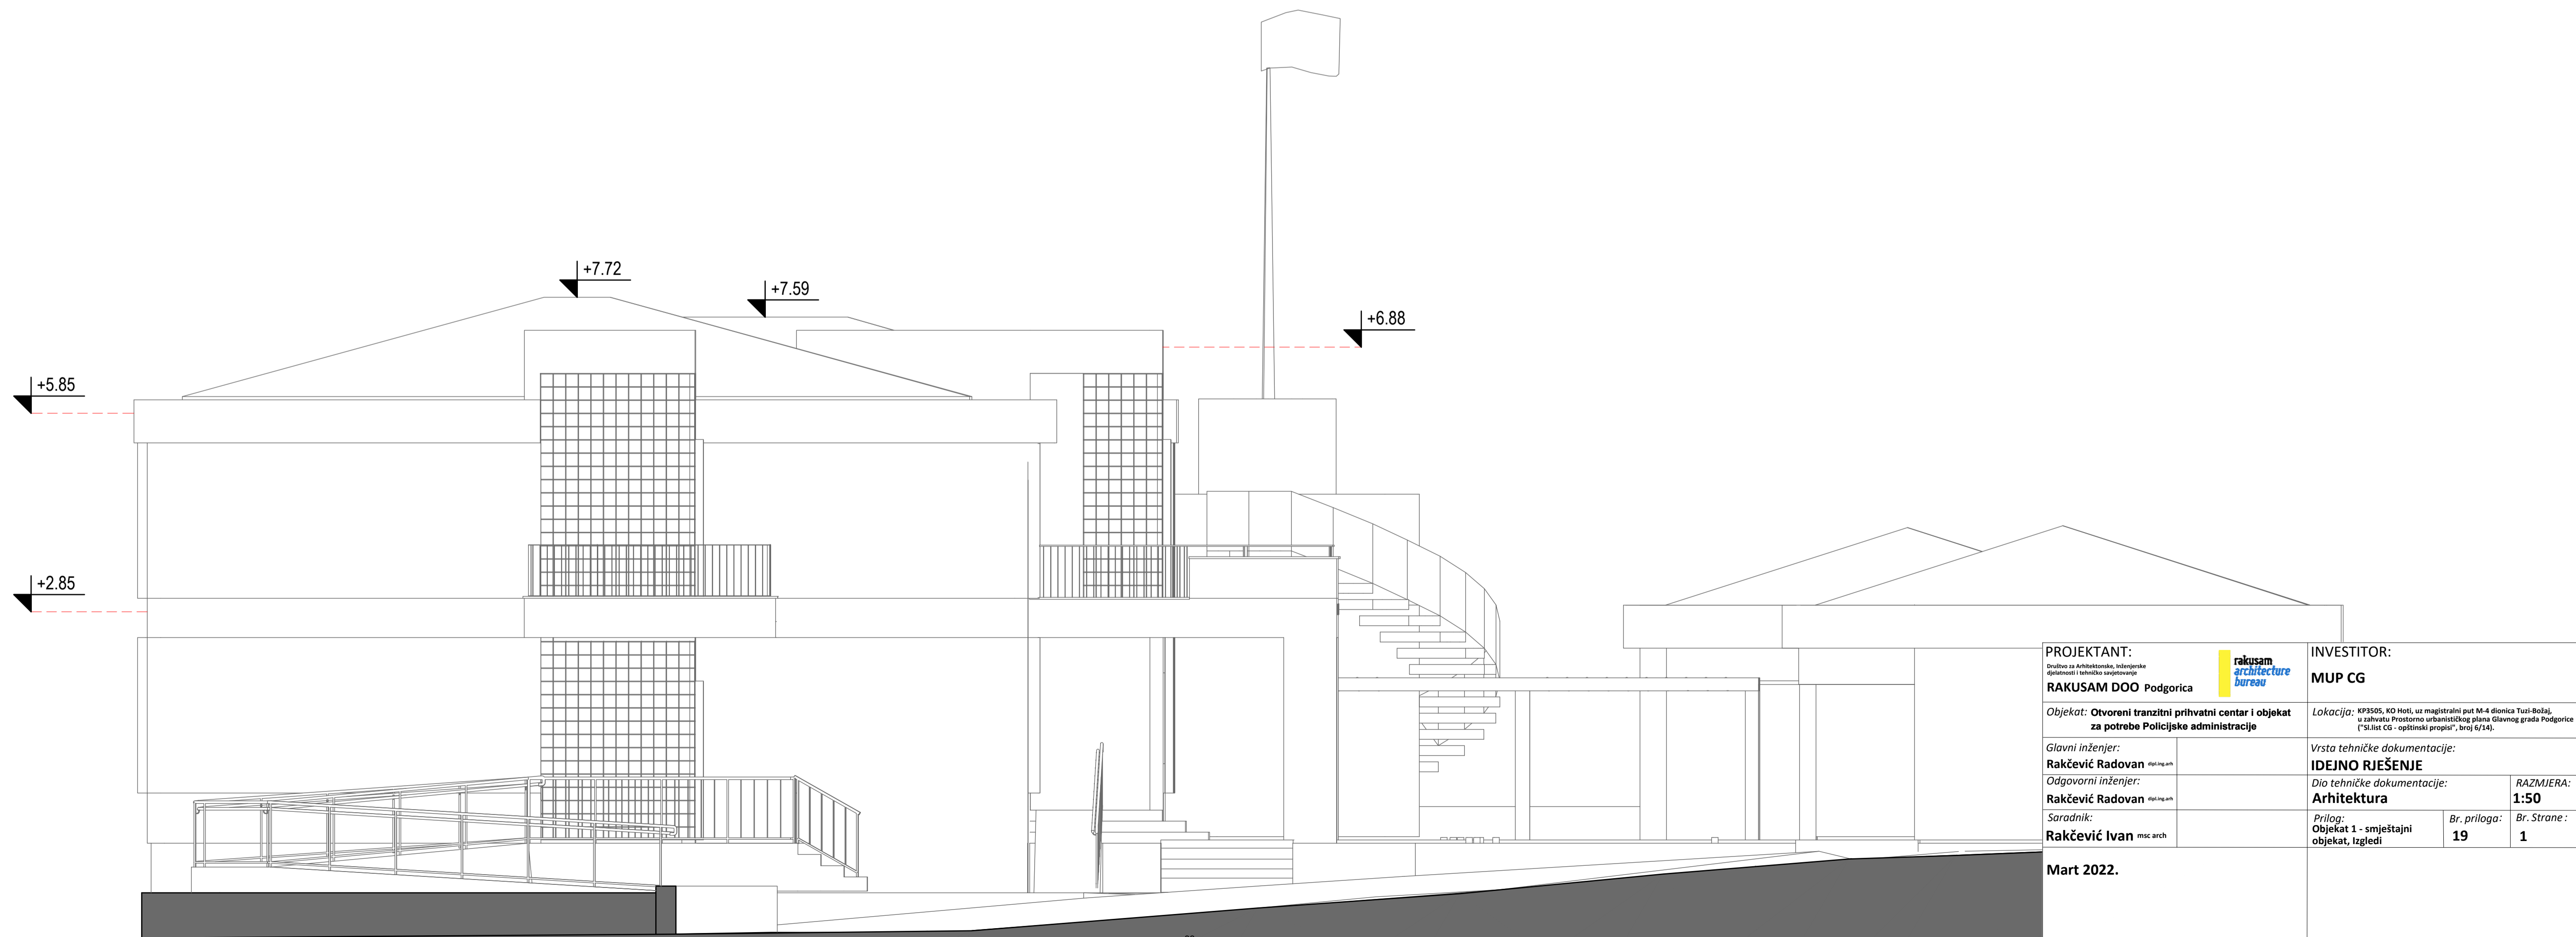 +7.72
+7.59
+6.88
+5.85
+2.85
PROJEKTANT:
Društvo za Arhitektonske, Inženjerske
djelatnosti i tehničko savjetovanje
RAKUSAM DOO Podgorica
rakusam
architecture
bureau
INVESTITOR:
MUP CG
Objekat: Otvoreni tranzitni prihvatni centar i objekat
za potrebe Policijske administracije
Lokacija: KP3505, KO Hoti, uz magistralni put M-4 dionica Tuzi-Božaj,
u zahvatu Prostorno urbanističkog plana Glavnog grada Podgorice
("Sl.list CG - opštinski propisi", broj 6/14).
Glavni inženjer:
Rakčević Radovan dipl.ing.arh
Vrsta tehničke dokumentacije:
IDEJNO RJEŠENJE
Odgovorni inženjer:
Rakčević Radovan dipl.ing.arh
Dio tehničke dokumentacije:
Arhitektura
RAZMJERA:
1:50
Saradnik:
Rakčević Ivan msc arch
Prilog:
Objekat 1 - smještajni
objekat, Izgledi
Br. priloga:
19
Br. Strane :
1
Mart 2022.